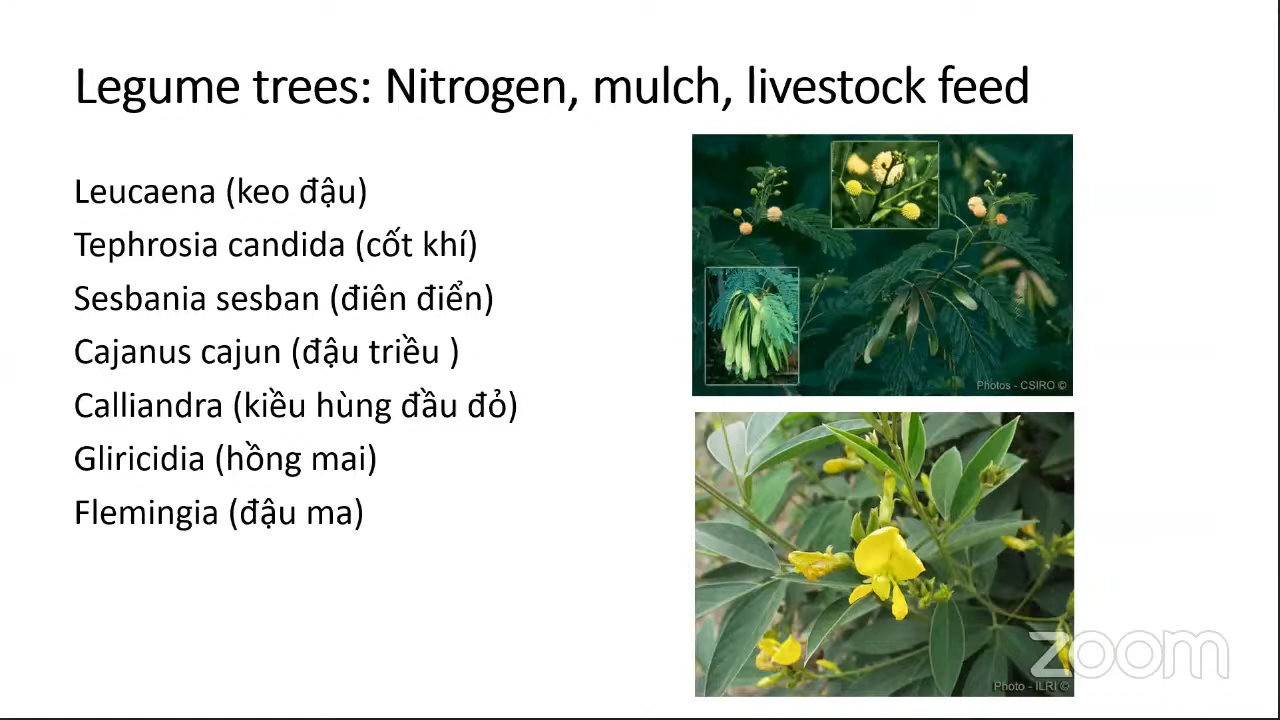 Legume trees: Nitrogen, mulch, livestock feed
Leucaena (keo đậu)
Tephrosia candida (cốt khí)
Sesbania sesban (điên điển)
Cajanus cajun (đậu triều )
Calliandra (kiều hùng đầu đỏ)
Gliricidia (hồng mai)
Flemingia (đậu ma)
Photos - CSIRO ©
Photo - ILRI ©
zoom